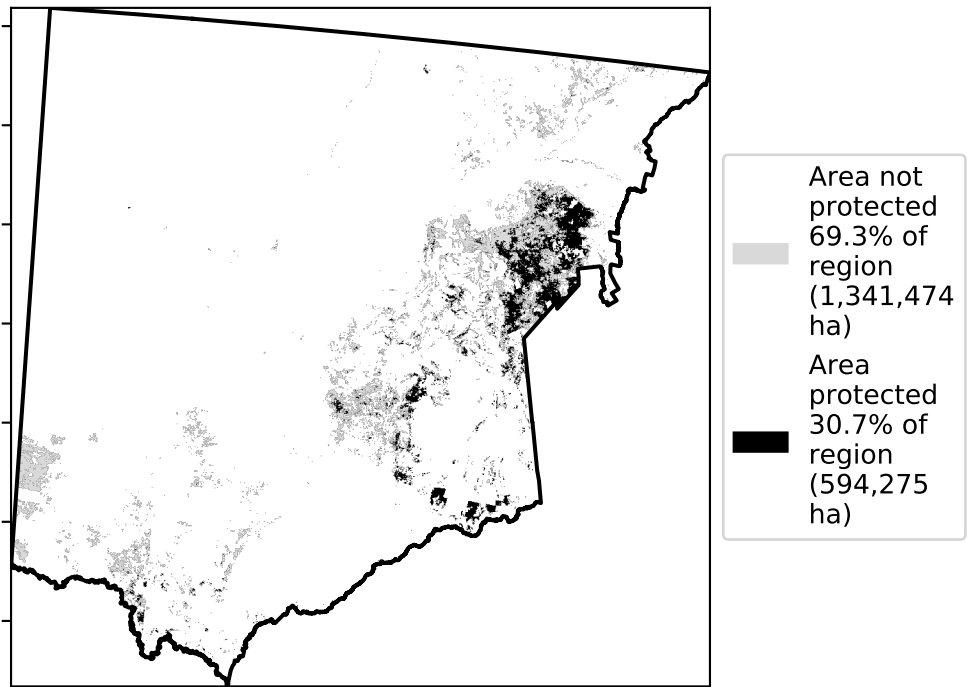 Area not
protected
69.3% of
region
(1,341,474
ha)
Area
protected
30.7% of
region
(594,275
ha)